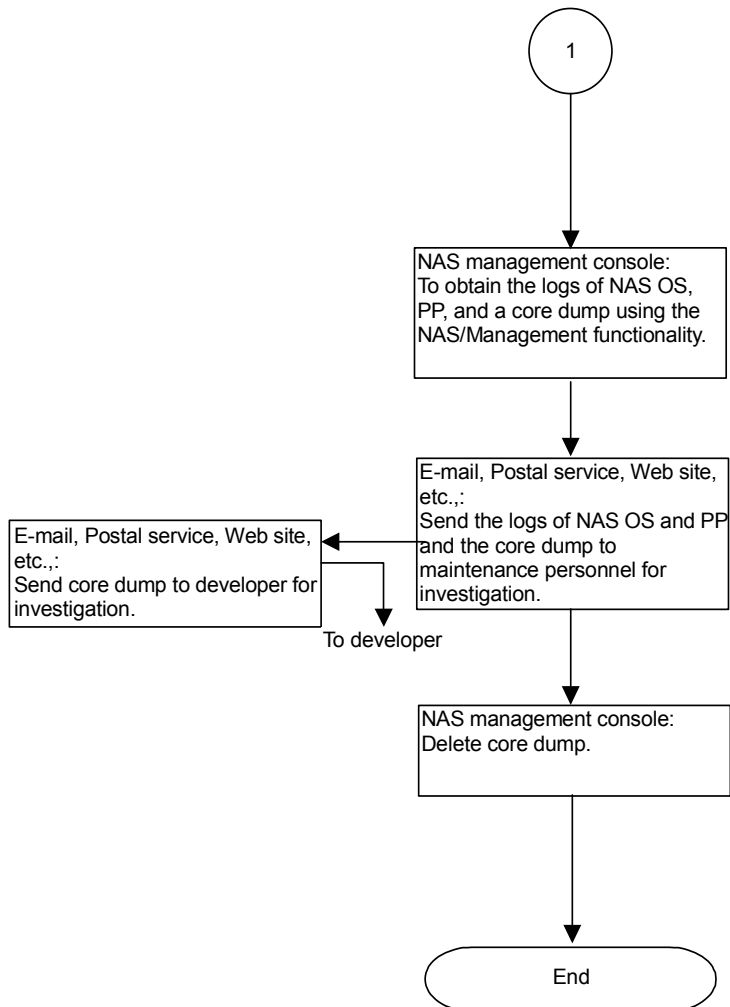 1
NAS management console:
To obtain the logs of NAS OS,
PP, and a core dump using the
NAS/Management functionality.
E-mail, Postal service, Web site,
etc.,:
Send the logs of NAS OS and PP
and the core dump to
maintenance personnel for
investigation.
E-mail, Postal service, Web site,
etc.,:
Send core dump to developer for
investigation.
To developer
NAS management console:
Delete core dump.
End